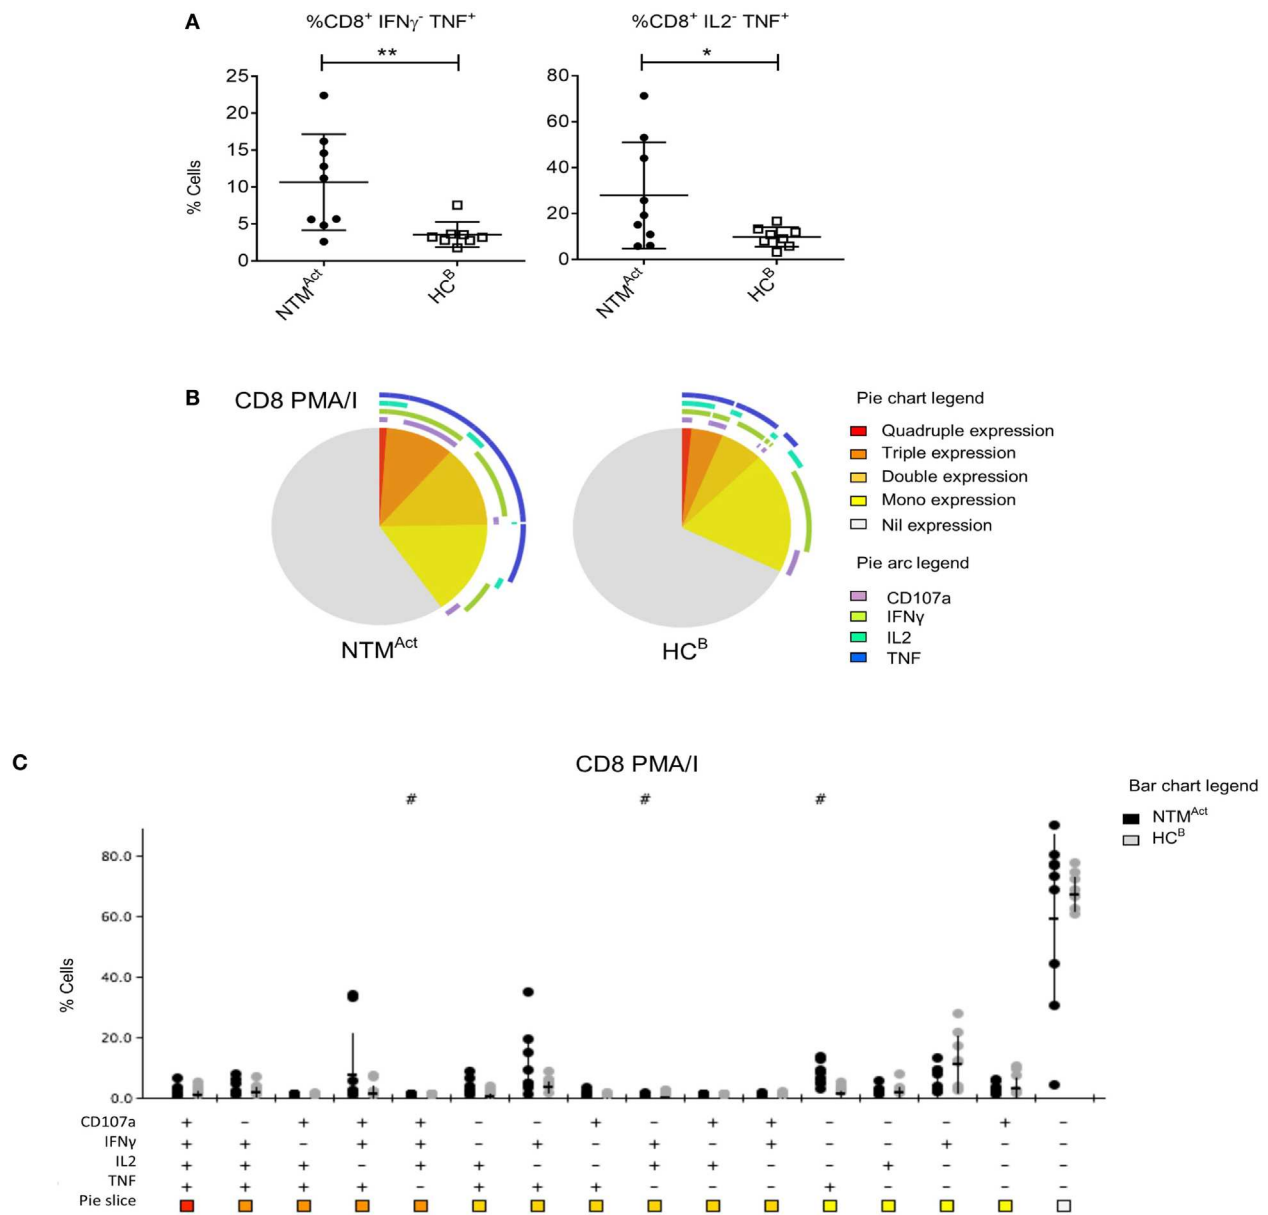 A
%CD8+ IFNγ- TNF+
%CD8+ IL2- TNF+
**
*
% Cells
25
20
15
10
5
0
NTM^Act
HC^B
80
60
40
20
0
NTM^Act
HC^B
B
CD8 PMA/I
NTM^Act
HC^B
Pie chart legend
Quadruple expression
Triple expression
Double expression
Mono expression
Nil expression
Pie arc legend
CD107a
IFNγ
IL2
TNF
C
CD8 PMA/I
# # #
Bar chart legend
NTM^Act
HC^B
% Cells
80.0
60.0
40.0
20.0
0.0
CD107a + - + + + - - + - + + - - - + -
IFNγ + + - + + - + - + - + - - + - -
IL2 + + + - + + - - + + - - + - - -
TNF + + + + - + + + - - - + - - - -
Pie slice